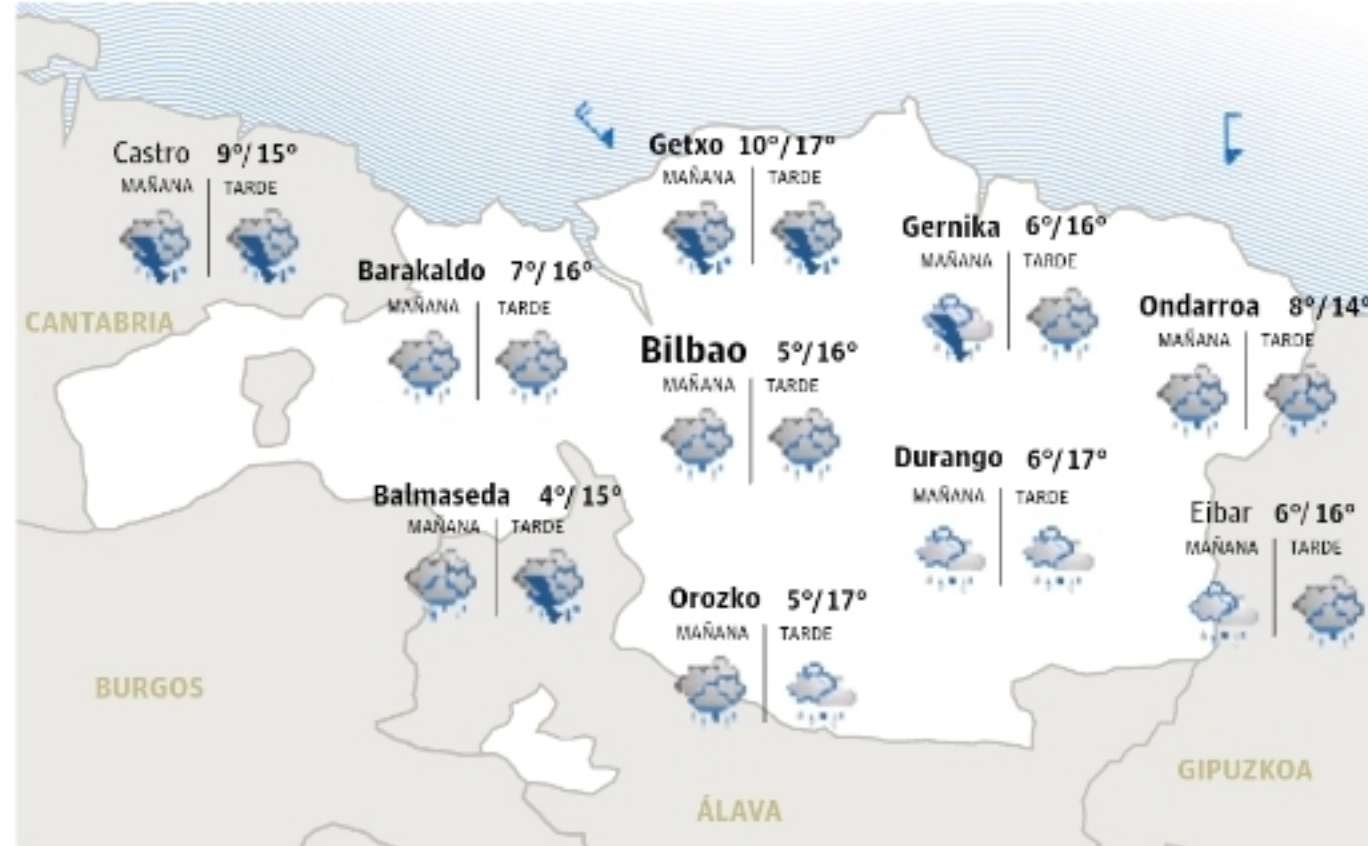 Castro 9°/15°
MAÑANA TARDE
Getxo 10°/17°
MAÑANA TARDE
Gernika 6°/16°
MAÑANA TARDE
Barakaldo 7°/16°
MAÑANA TARDE
Ondarroa 8°/14°
MAÑANA TARDE
CANTABRIA
Bilbao 5°/16°
MAÑANA TARDE
Durango 6°/17°
MAÑANA TARDE
Balmaseda 4°/15°
MAÑANA TARDE
Eibar 6°/16°
MAÑANA TARDE
Orozko 5°/17°
MAÑANA TARDE
BURGOS
GIPUZKOA
ÁLAVA